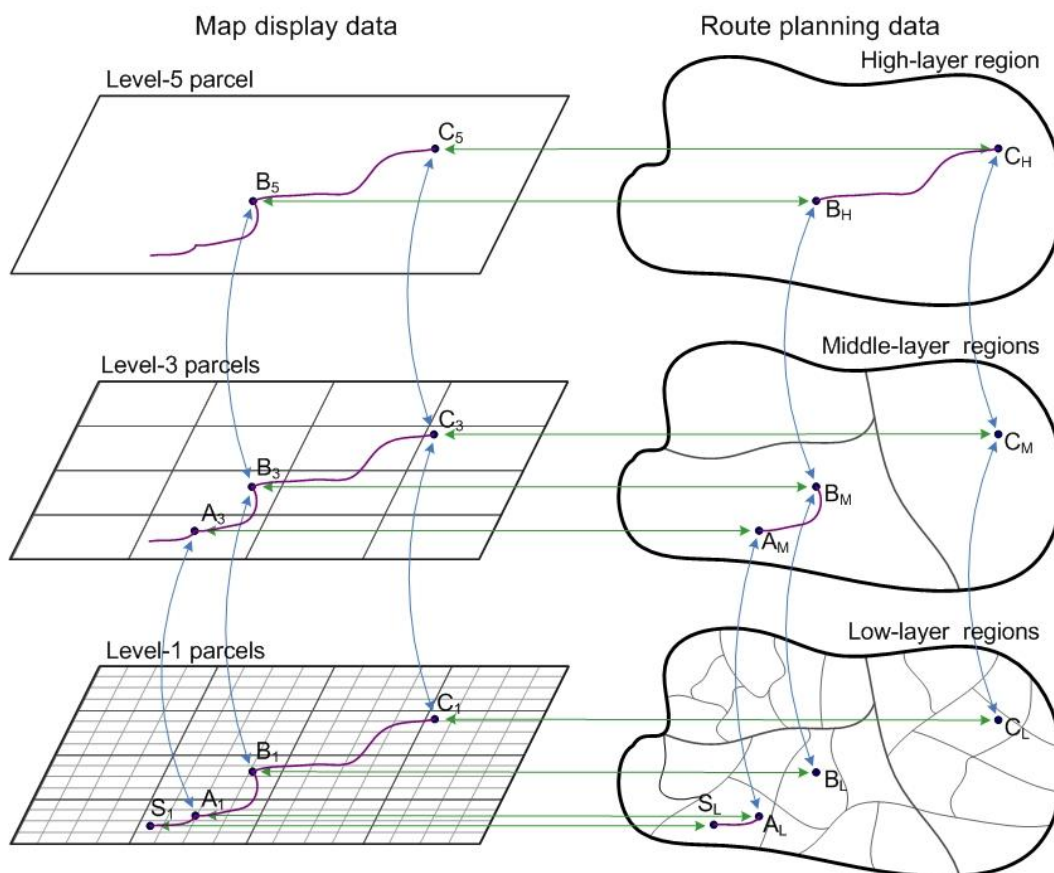 Map display data
Route planning data
Level-5 parcel
High-layer region
C5
CH
B5
BH
Level-3 parcels
Middle-layer regions
C3
CM
B3
BM
A3
AM
Level-1 parcels
Low-layer regions
C1
CL
B1
BL
S1
A1
SL
AL